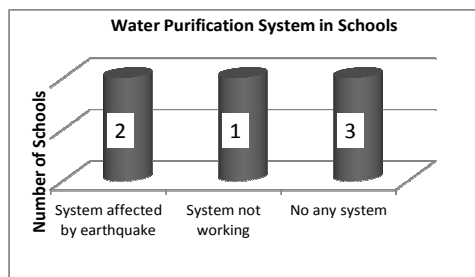 Water Purification System in Schools
Number of Schools
2
1
3
System affected
by earthquake
System not
working
No any system